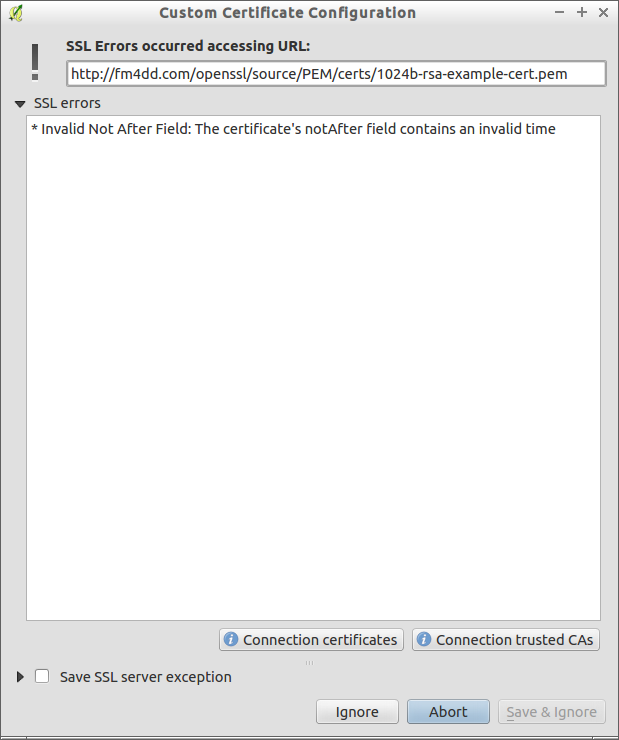 Custom Certificate Configuration
SSL Errors occurred accessing URL:
http://fm4dd.com/openssl/source/PEM/certs/1024b-rsa-example-cert.pem
SSL errors
* Invalid Not After Field: The certificate's notAfter field contains an invalid time
Connection certificates
Connection trusted CAs
Save SSL server exception
Ignore
Abort
Save & Ignore